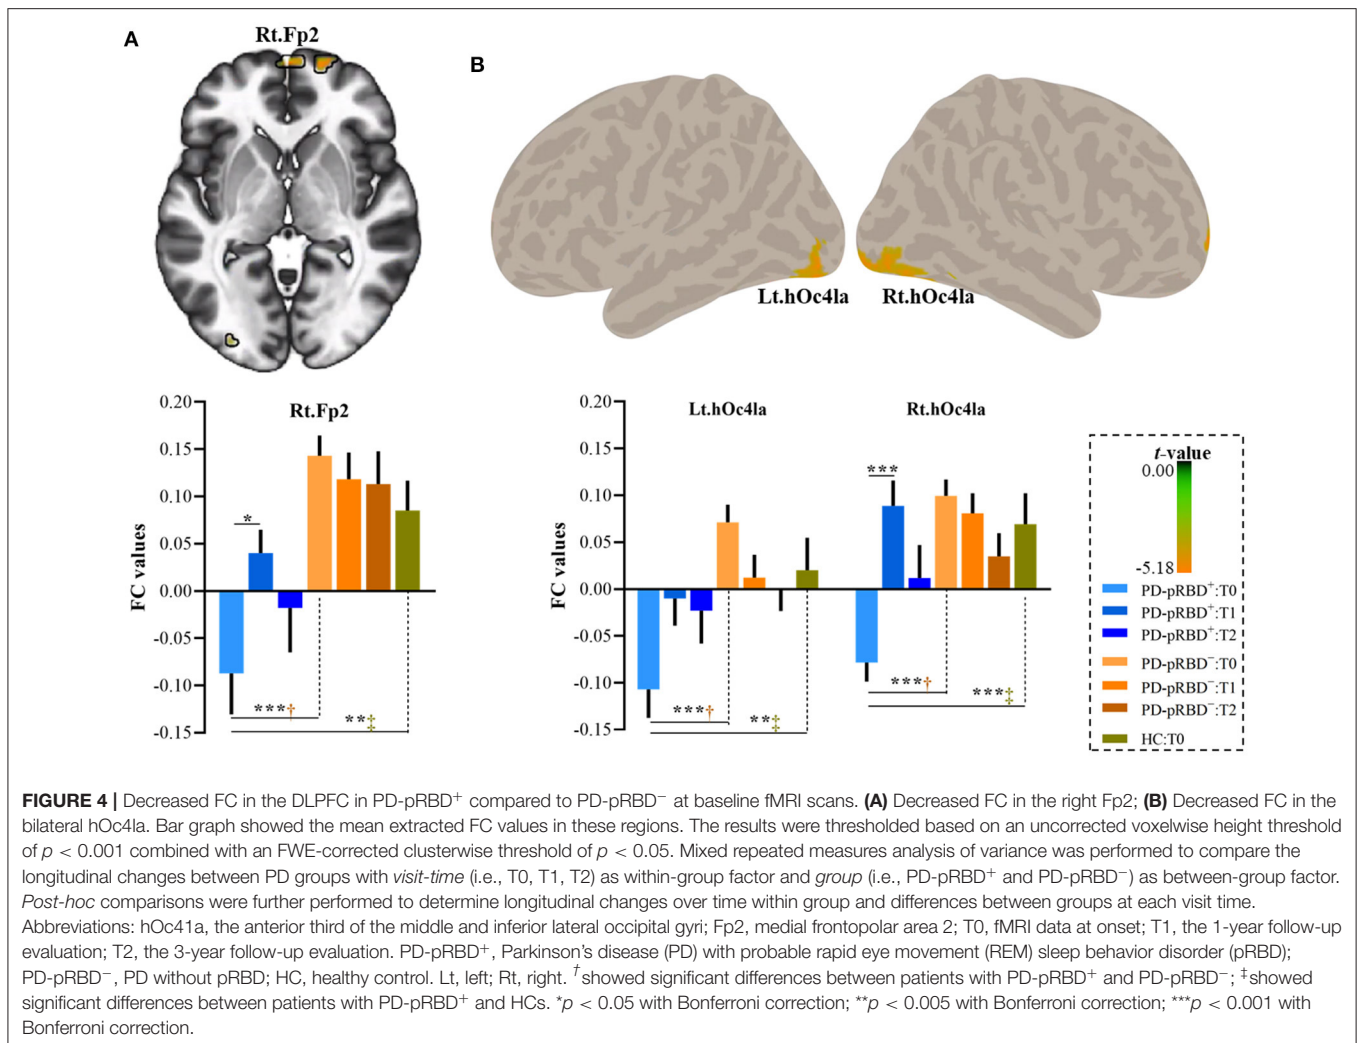 A
Rt.Fp2
B
Lt.hOc4la
Rt.hOc4la
0.20
0.15
0.10
0.05
0.00
-0.05
-0.10
-0.15
FC values
Rt.Fp2
*
***†
**‡
0.20
0.15
0.10
0.05
0.00
-0.05
-0.10
-0.15
FC values
Lt.hOc4la
Rt.hOc4la
***
***†
**‡
***†
***‡
t-value
0.00
-5.18
PD-pRBD⁺:T0
PD-pRBD⁺:T1
PD-pRBD⁺:T2
PD-pRBD⁻:T0
PD-pRBD⁻:T1
PD-pRBD⁻:T2
HC:T0
FIGURE 4 | Decreased FC in the DLPFC in PD-pRBD⁺ compared to PD-pRBD⁻ at baseline fMRI scans. (A) Decreased FC in the right Fp2; (B) Decreased FC in the
bilateral hOc4la. Bar graph showed the mean extracted FC values in these regions. The results were thresholded based on an uncorrected voxelwise height threshold
of p < 0.001 combined with an FWE-corrected clusterwise threshold of p < 0.05. Mixed repeated measures analysis of variance was performed to compare the
longitudinal changes between PD groups with visit-time (i.e., T0, T1, T2) as within-group factor and group (i.e., PD-pRBD⁺ and PD-pRBD⁻) as between-group factor.
Post-hoc comparisons were further performed to determine longitudinal changes over time within group and differences between groups at each visit time.
Abbreviations: hOc41a, the anterior third of the middle and inferior lateral occipital gyri; Fp2, medial frontopolar area 2; T0, fMRI data at onset; T1, the 1-year follow-up
evaluation; T2, the 3-year follow-up evaluation. PD-pRBD⁺, Parkinson's disease (PD) with probable rapid eye movement (REM) sleep behavior disorder (pRBD);
PD-pRBD⁻, PD without pRBD; HC, healthy control. Lt, left; Rt, right. †showed significant differences between patients with PD-pRBD⁺ and PD-pRBD⁻; ‡showed
significant differences between patients with PD-pRBD⁺ and HCs. *p < 0.05 with Bonferroni correction; **p < 0.005 with Bonferroni correction; ***p < 0.001 with
Bonferroni correction.